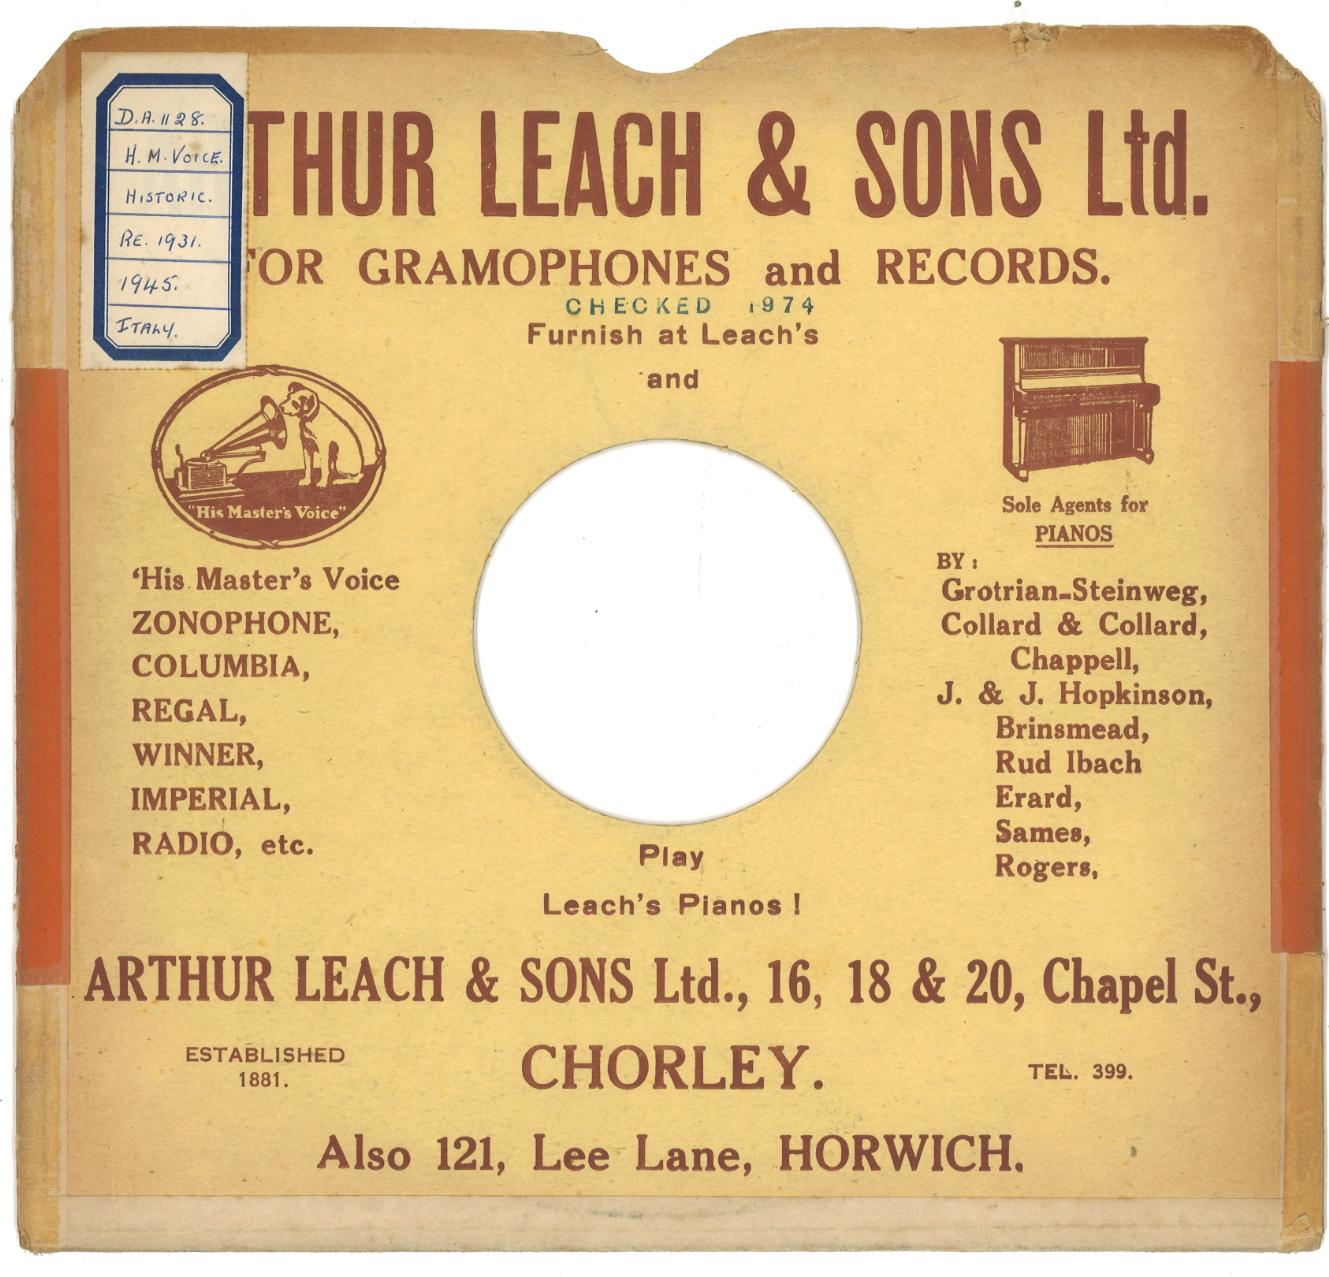 D.A.1128.
H.M.VOICE.
HISTORIC.
RE. 1931.
1945.
ITALY.
THUR LEACH & SONS Ltd.
FOR GRAMOPHONES and RECORDS.
CHECKED 1974
Furnish at Leach's
and
"His Master's Voice"
'His Master's Voice
ZONOPHONE,
COLUMBIA,
REGAL,
WINNER,
IMPERIAL,
RADIO, etc.
Sole Agents for
PIANOS
BY:
Grotrian-Steinweg,
Collard & Collard,
Chappell,
J. & J. Hopkinson,
Brinsmead,
Rud Ibach
Erard,
Sames,
Rogers,
Play
Leach's Pianos!
ARTHUR LEACH & SONS Ltd., 16, 18 & 20, Chapel St.,
ESTABLISHED
1881.
CHORLEY.
TEL. 399.
Also 121, Lee Lane, HORWICH.